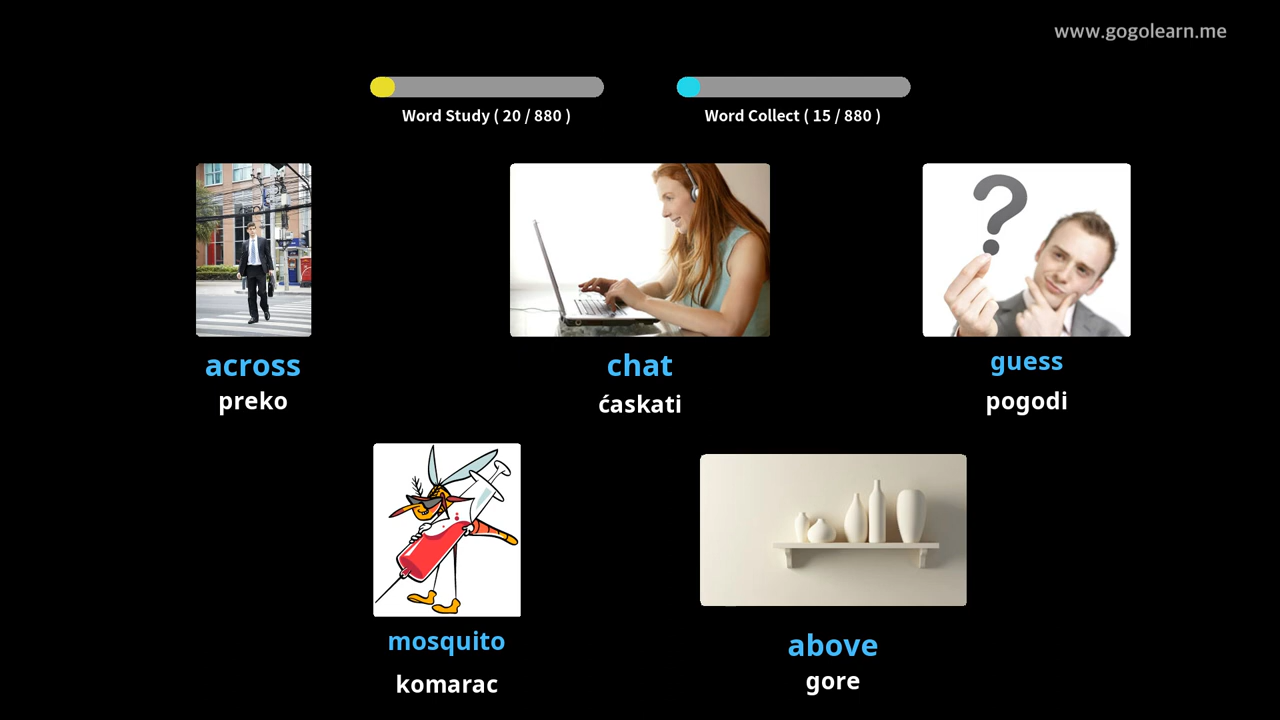 www.gogolearn.me
Word Study ( 20 / 880 )
Word Collect ( 15 / 880 )
across
preko
chat
ćaskati
guess
pogodi
mosquito
komarac
above
gore